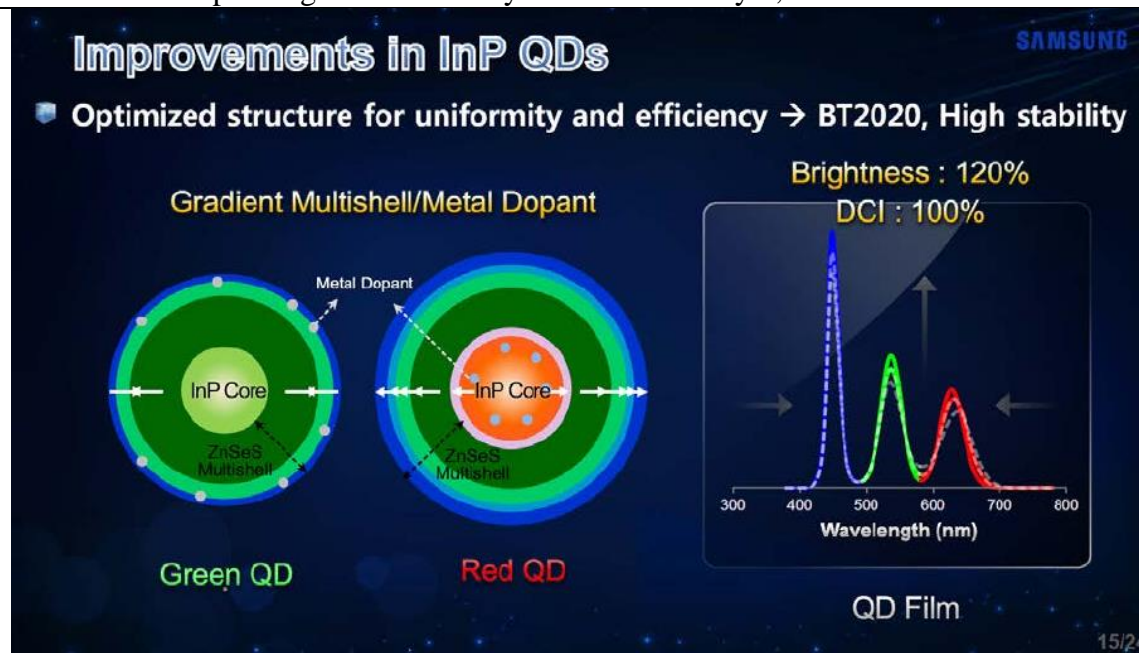 Improvements in InP QDs
SAMSUNG
Optimized structure for uniformity and efficiency → BT2020, High stability
Gradient Multishell/Metal Dopant
Brightness : 120%
DCI : 100%
Metal Dopant
InP Core
InP Core
ZnSeS
Multishell
ZnSeS
Multishell
300 400 500 600 700 800
Wavelength (nm)
Green QD
Red QD
QD Film